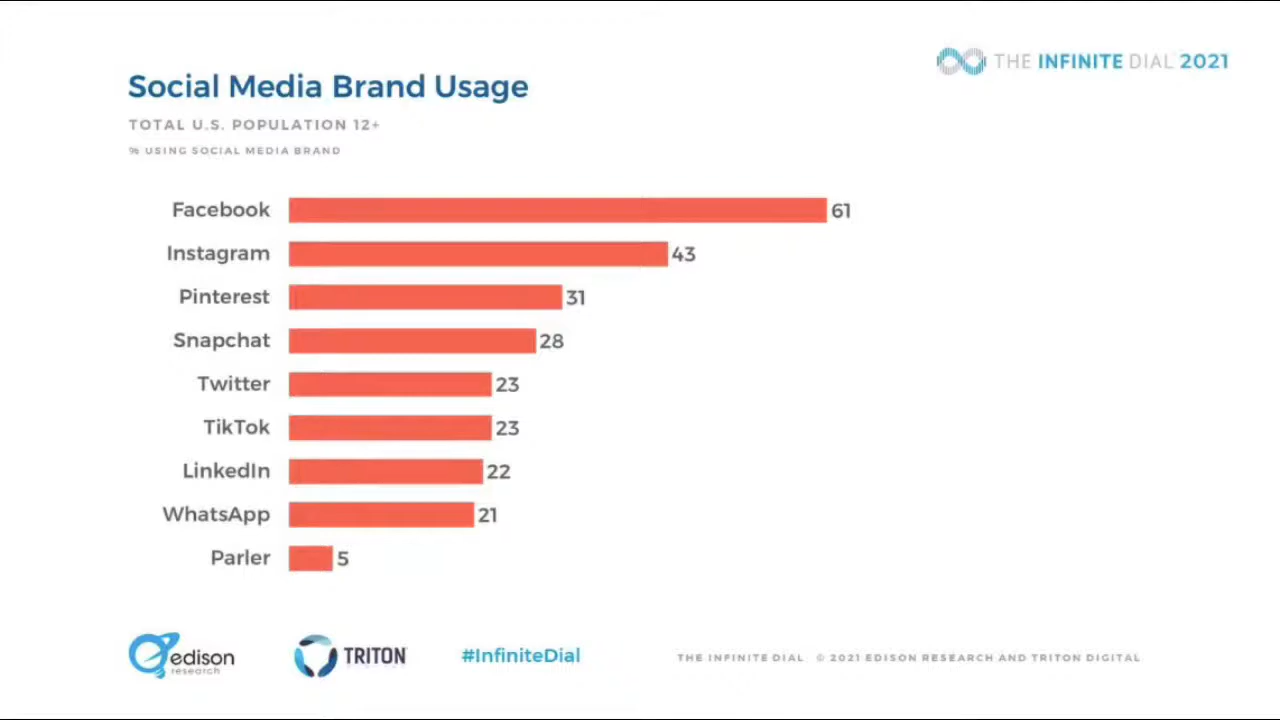 THE INFINITE DIAL 2021
Social Media Brand Usage
TOTAL U.S. POPULATION 12+
% USING SOCIAL MEDIA BRAND
Facebook 61
Instagram 43
Pinterest 31
Snapchat 28
Twitter 23
TikTok 23
LinkedIn 22
WhatsApp 21
Parler 5
edison
research
TRITON
#InfiniteDial
THE INFINITE DIAL © 2021 EDISON RESEARCH AND TRITON DIGITAL